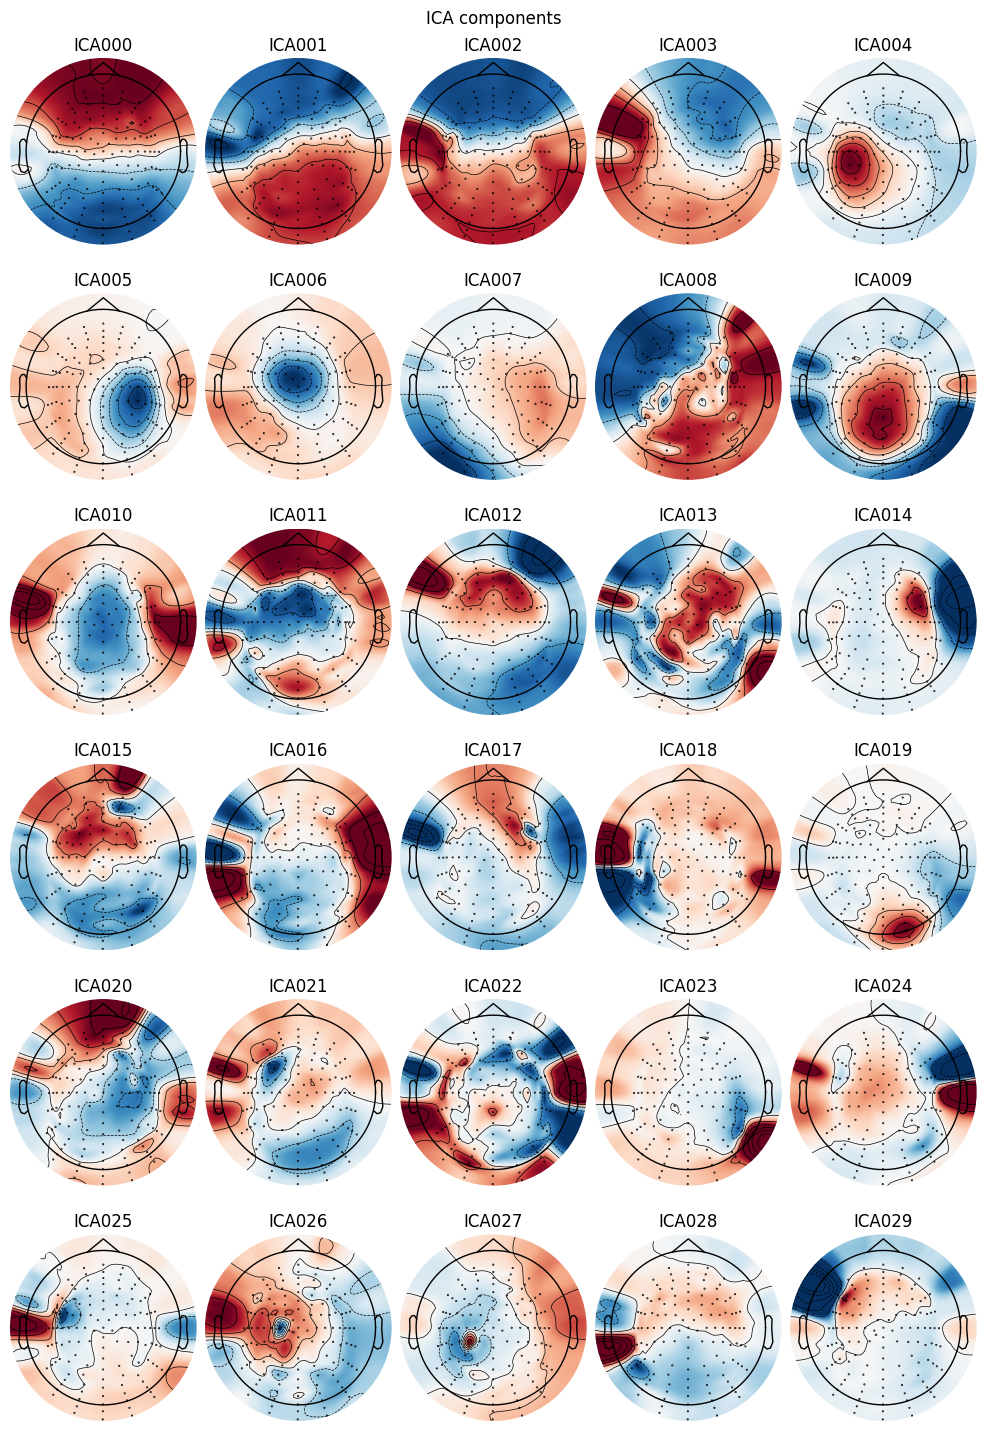 ICA components
ICA000 ICA001 ICA002 ICA003 ICA004
ICA005 ICA006 ICA007 ICA008 ICA009
ICA010 ICA011 ICA012 ICA013 ICA014
ICA015 ICA016 ICA017 ICA018 ICA019
ICA020 ICA021 ICA022 ICA023 ICA024
ICA025 ICA026 ICA027 ICA028 ICA029